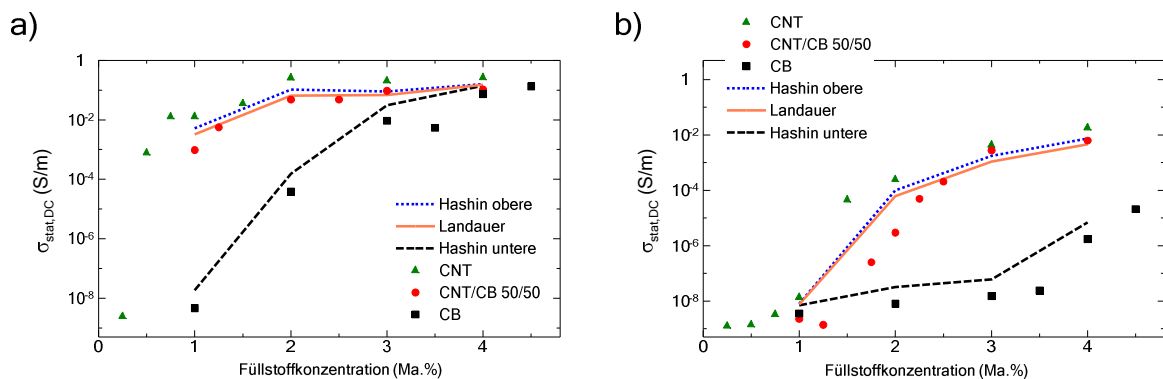 a)
1
10⁻²
10⁻⁴
10⁻⁶
10⁻⁸
σstat,DC (S/m)
Hashin obere
Landauer
Hashin untere
CNT
CNT/CB 50/50
CB
0 1 2 3 4
Füllstoffkonzentration (Ma.%)
b)
CNT
CNT/CB 50/50
CB
Hashin obere
Landauer
Hashin untere
1
10⁻²
10⁻⁴
10⁻⁶
10⁻⁸
σstat,DC (S/m)
0 1 2 3 4
Füllstoffkonzentration (Ma.%)